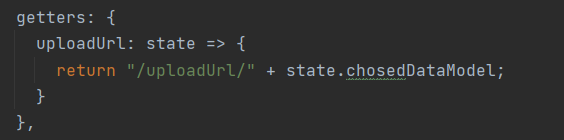 getters: {
  uploadUrl: state => {
    return "/uploadUrl/" + state.chosedDataModel;
  }
},